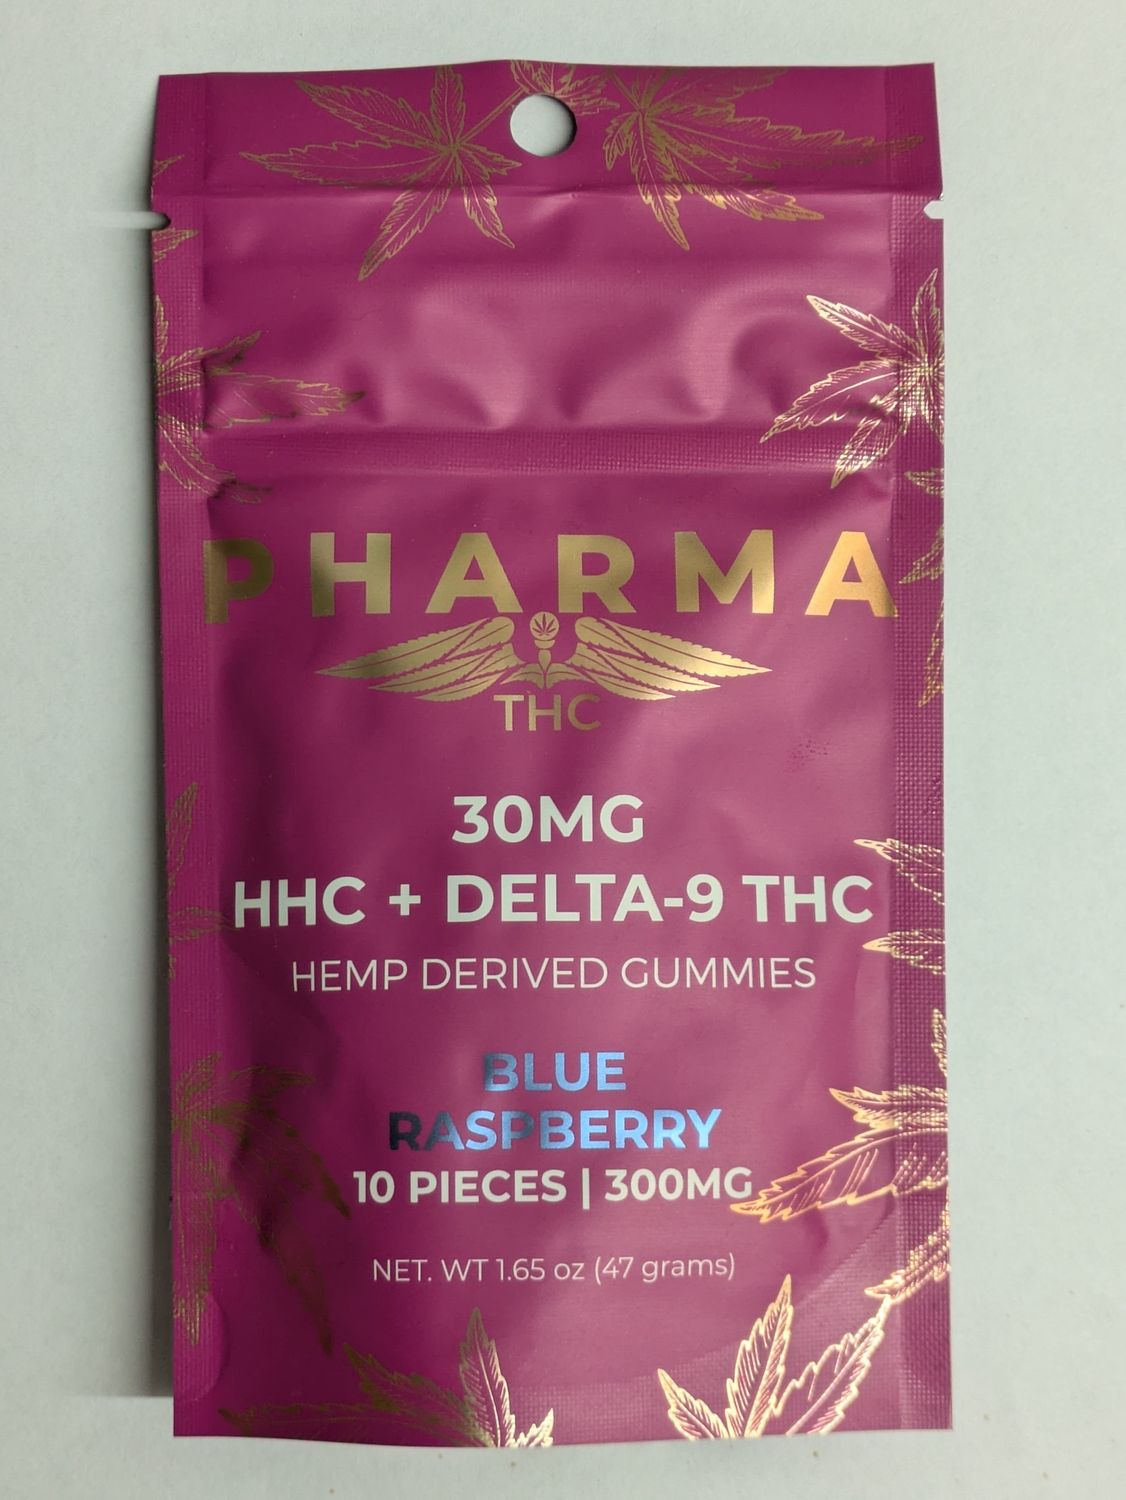 PHARMA
THC
30MG
HHC + DELTA-9 THC
HEMP DERIVED GUMMIES
BLUE
RASPBERRY
10 PIECES | 300MG
NET. WT 1.65 oz (47 grams)